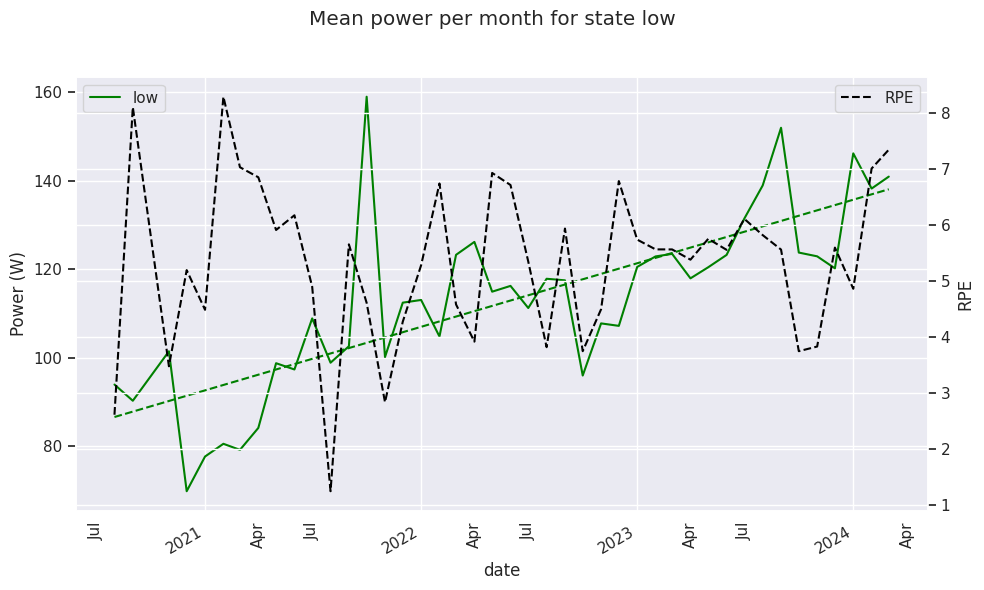 Mean power per month for state low
low
RPE
160
140
120
100
80
Power (W)
8
7
6
5
4
3
2
1
RPE
Jul
2021
Apr
Jul
2022
Apr
Jul
2023
Apr
Jul
2024
Apr
date